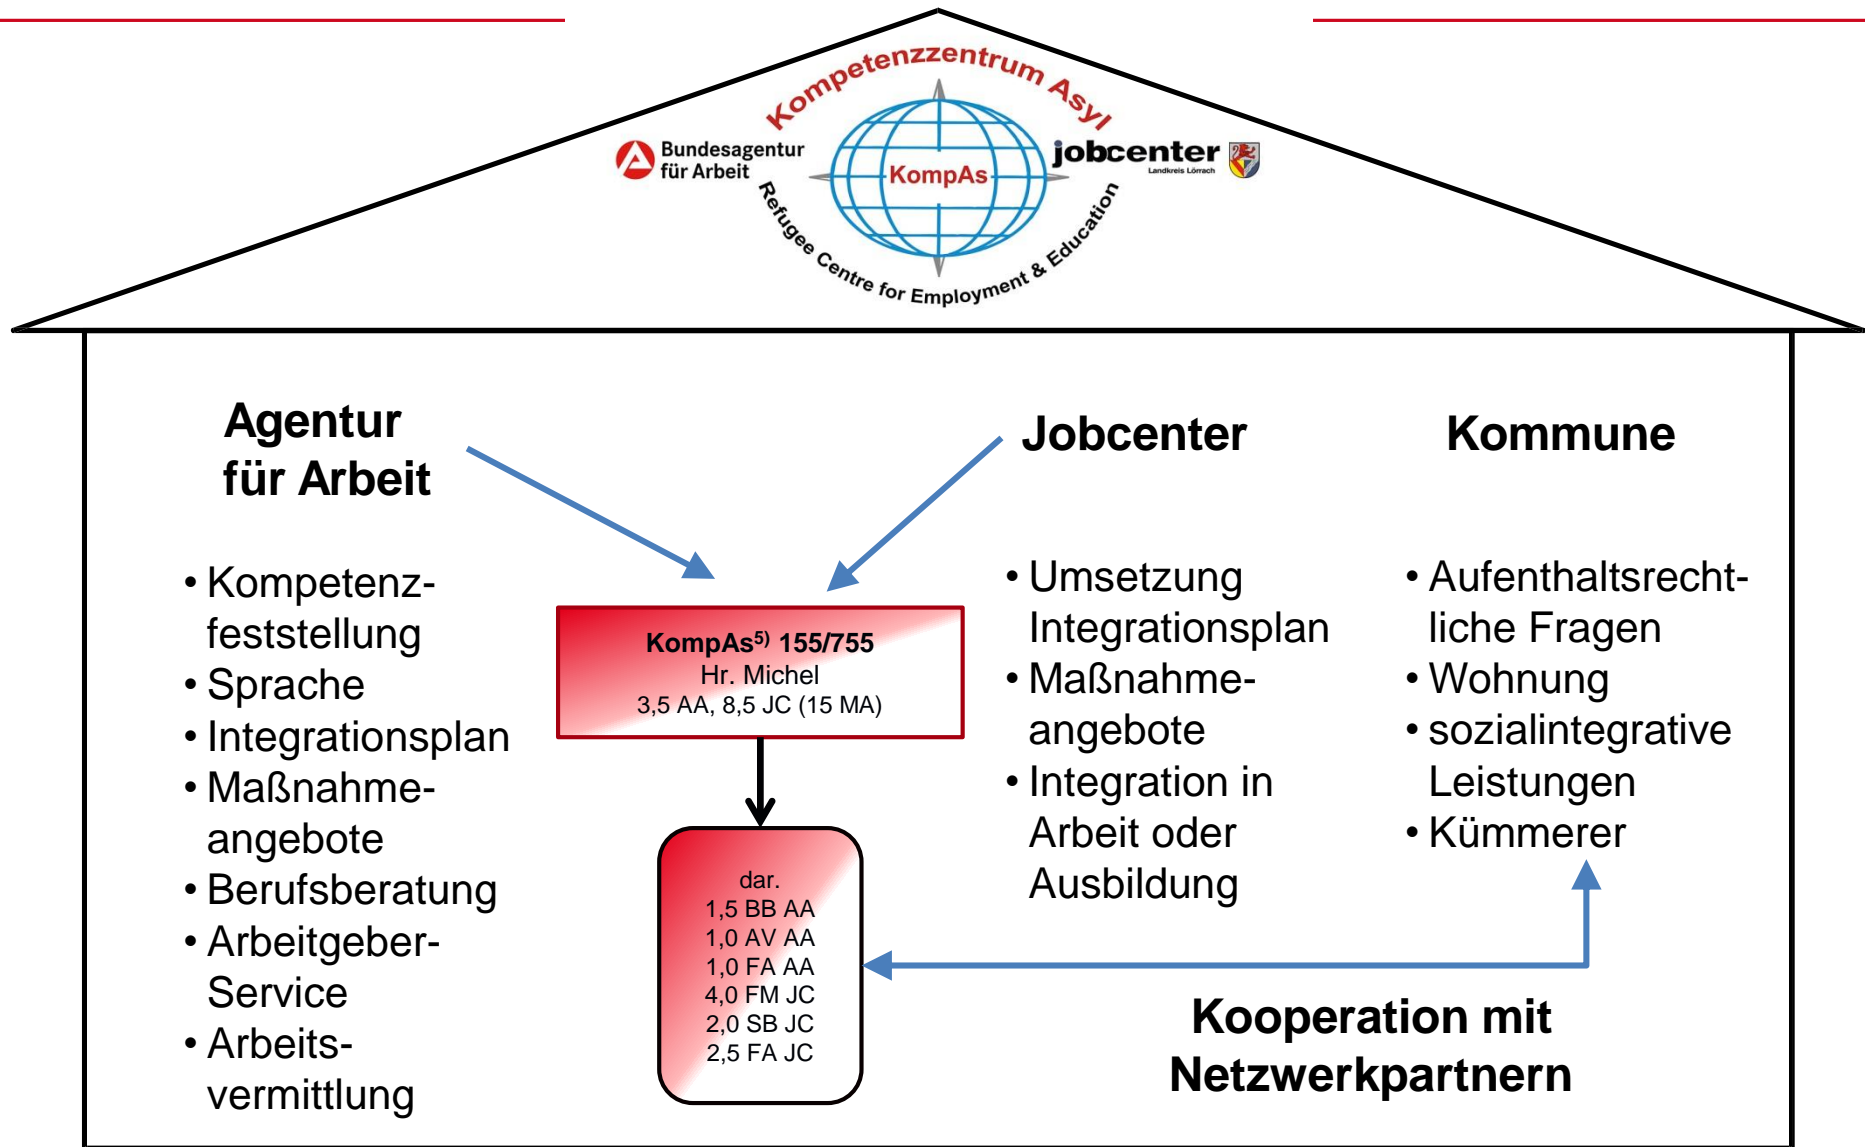 Kompetenzzentrum Asyl
Bundesagentur
für Arbeit
KompAs
jobcenter
Landkreis Lörrach
Refugee Centre for Employment & Education
Agentur
für Arbeit
• Kompetenz-
feststellung
• Sprache
• Integrationsplan
• Maßnahme-
angebote
• Berufsberatung
• Arbeitgeber-
Service
• Arbeits-
vermittlung
KompAs⁵⁾ 155/755
Hr. Michel
3,5 AA, 8,5 JC (15 MA)
dar.
1,5 BB AA
1,0 AV AA
1,0 FA AA
4,0 FM JC
2,0 SB JC
2,5 FA JC
Jobcenter
• Umsetzung
Integrationsplan
• Maßnahme-
angebote
• Integration in
Arbeit oder
Ausbildung
Kommune
• Aufenthaltsrecht-
liche Fragen
• Wohnung
• sozialintegrative
Leistungen
• Kümmerer
Kooperation mit
Netzwerkpartnern